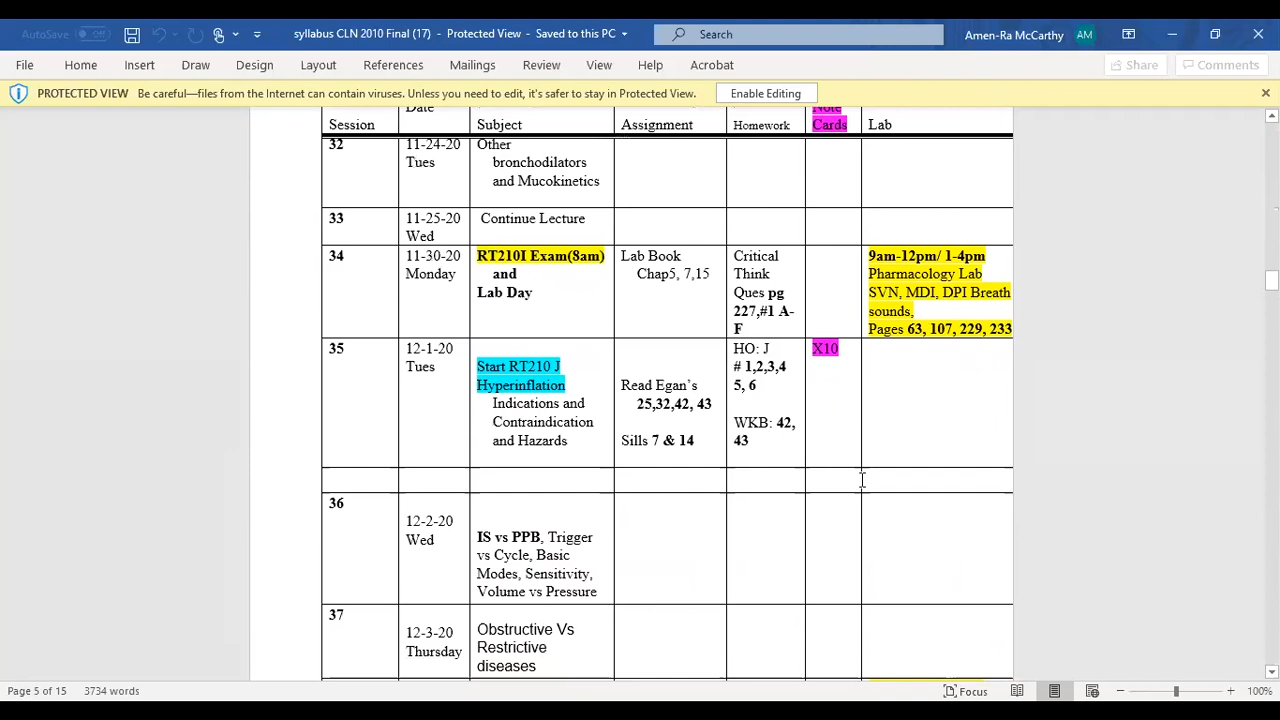 AutoSave Off
syllabus CLN 2010 Final (17) - Protected View - Saved to this PC
Search
Amen-Ra McCarthy AM
File Home Insert Draw Design Layout References Mailings Review View Help Acrobat Share Comments
PROTECTED VIEW Be careful—files from the Internet can contain viruses. Unless you need to edit, it's safer to stay in Protected View. Enable Editing
Session
Date
Subject
Assignment
Homework
Note
Cards
Lab
32
11-24-20
Tues
Other
bronchodilators
and Mucokinetics
33
11-25-20
Wed
Continue Lecture
34
11-30-20
Monday
RT210I Exam(8am)
and
Lab Day
Lab Book
Chap5, 7,15
Critical
Think
Ques pg
227,#1 A-
F
9am-12pm/ 1-4pm
Pharmacology Lab
SVN, MDI, DPI Breath
sounds,
Pages 63, 107, 229, 233
35
12-1-20
Tues
Start RT210 J
Hyperinflation
Indications and
Contraindication
and Hazards
Read Egan's
25,32,42, 43
Sills 7 & 14
HO: J
# 1,2,3,4
5, 6
WKB: 42,
43
X10
36
12-2-20
Wed
IS vs PPB, Trigger
vs Cycle, Basic
Modes, Sensitivity,
Volume vs Pressure
37
12-3-20
Thursday
Obstructive Vs
Restrictive
diseases
Page 5 of 15 3734 words Focus 100%